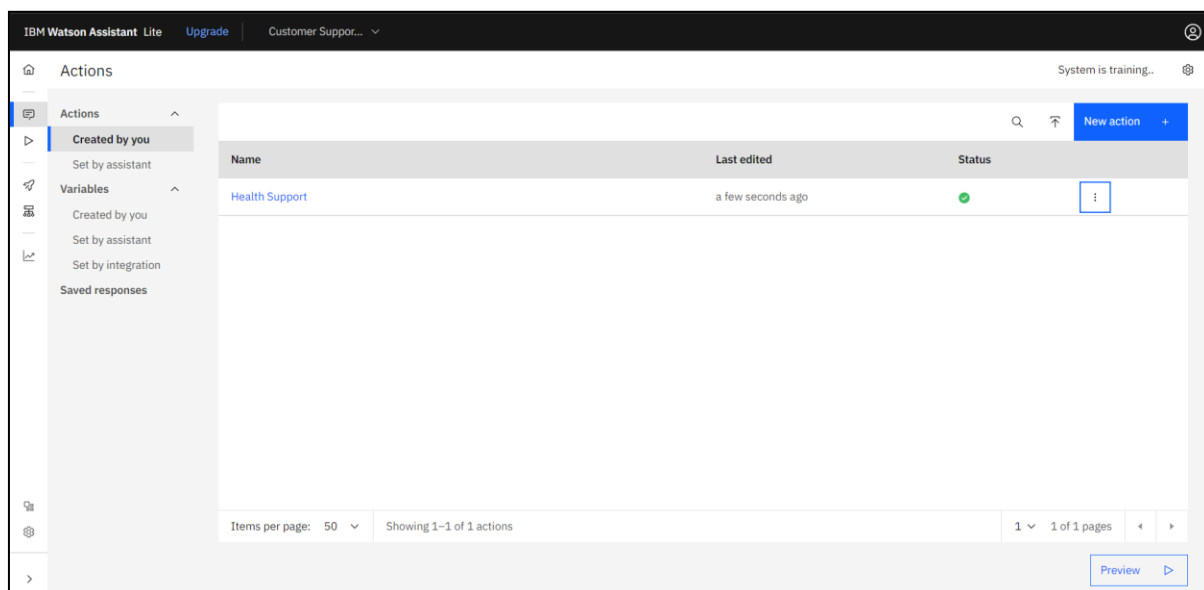 IBM Watson Assistant Lite Upgrade Customer Suppor...
Actions System is training..
Actions
Created by you
Set by assistant
Variables
Created by you
Set by assistant
Set by integration
Saved responses
New action +
Name Last edited Status
Health Support a few seconds ago
Items per page: 50 Showing 1–1 of 1 actions 1 1 of 1 pages
Preview